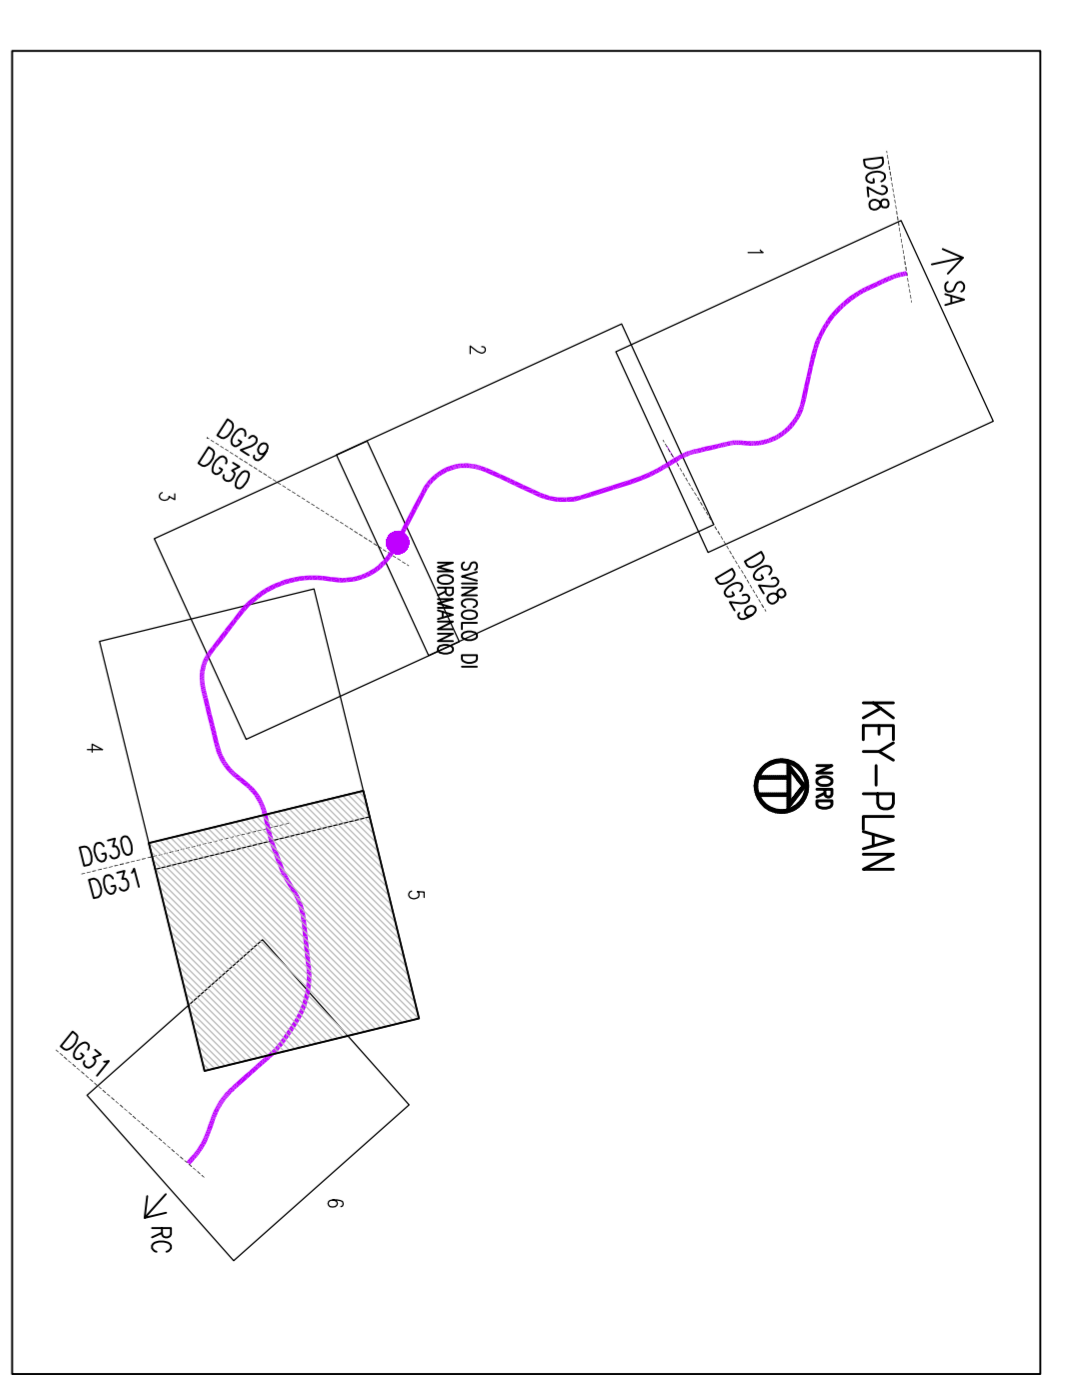 KEY-PLAN
NORD
DG28
SA
1
DG28
DG29
2
SVINCOLO DI
MORMANNO
DG29
DG30
3
4
DG30
DG31
5
DG31
6
RC